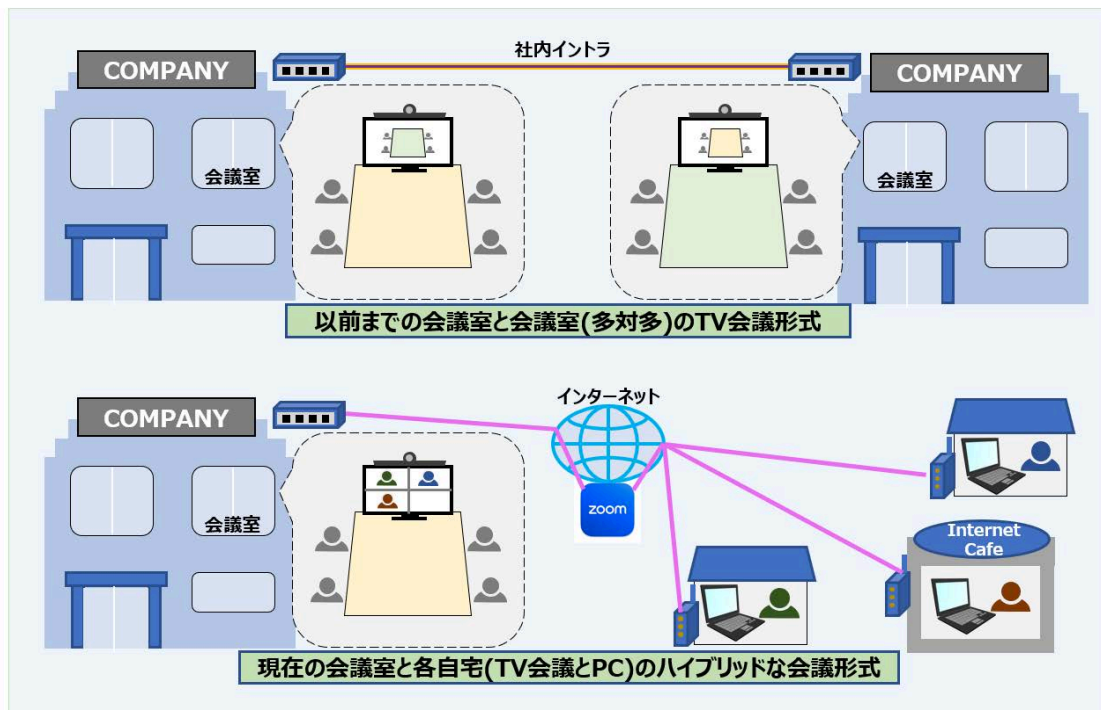 社内イントラ
COMPANY
COMPANY
会議室
会議室
以前までの会議室と会議室(多対多)のTV会議形式
インターネット
COMPANY
会議室
zoom
Internet
Cafe
現在の会議室と各自宅(TV会議とPC)のハイブリッドな会議形式